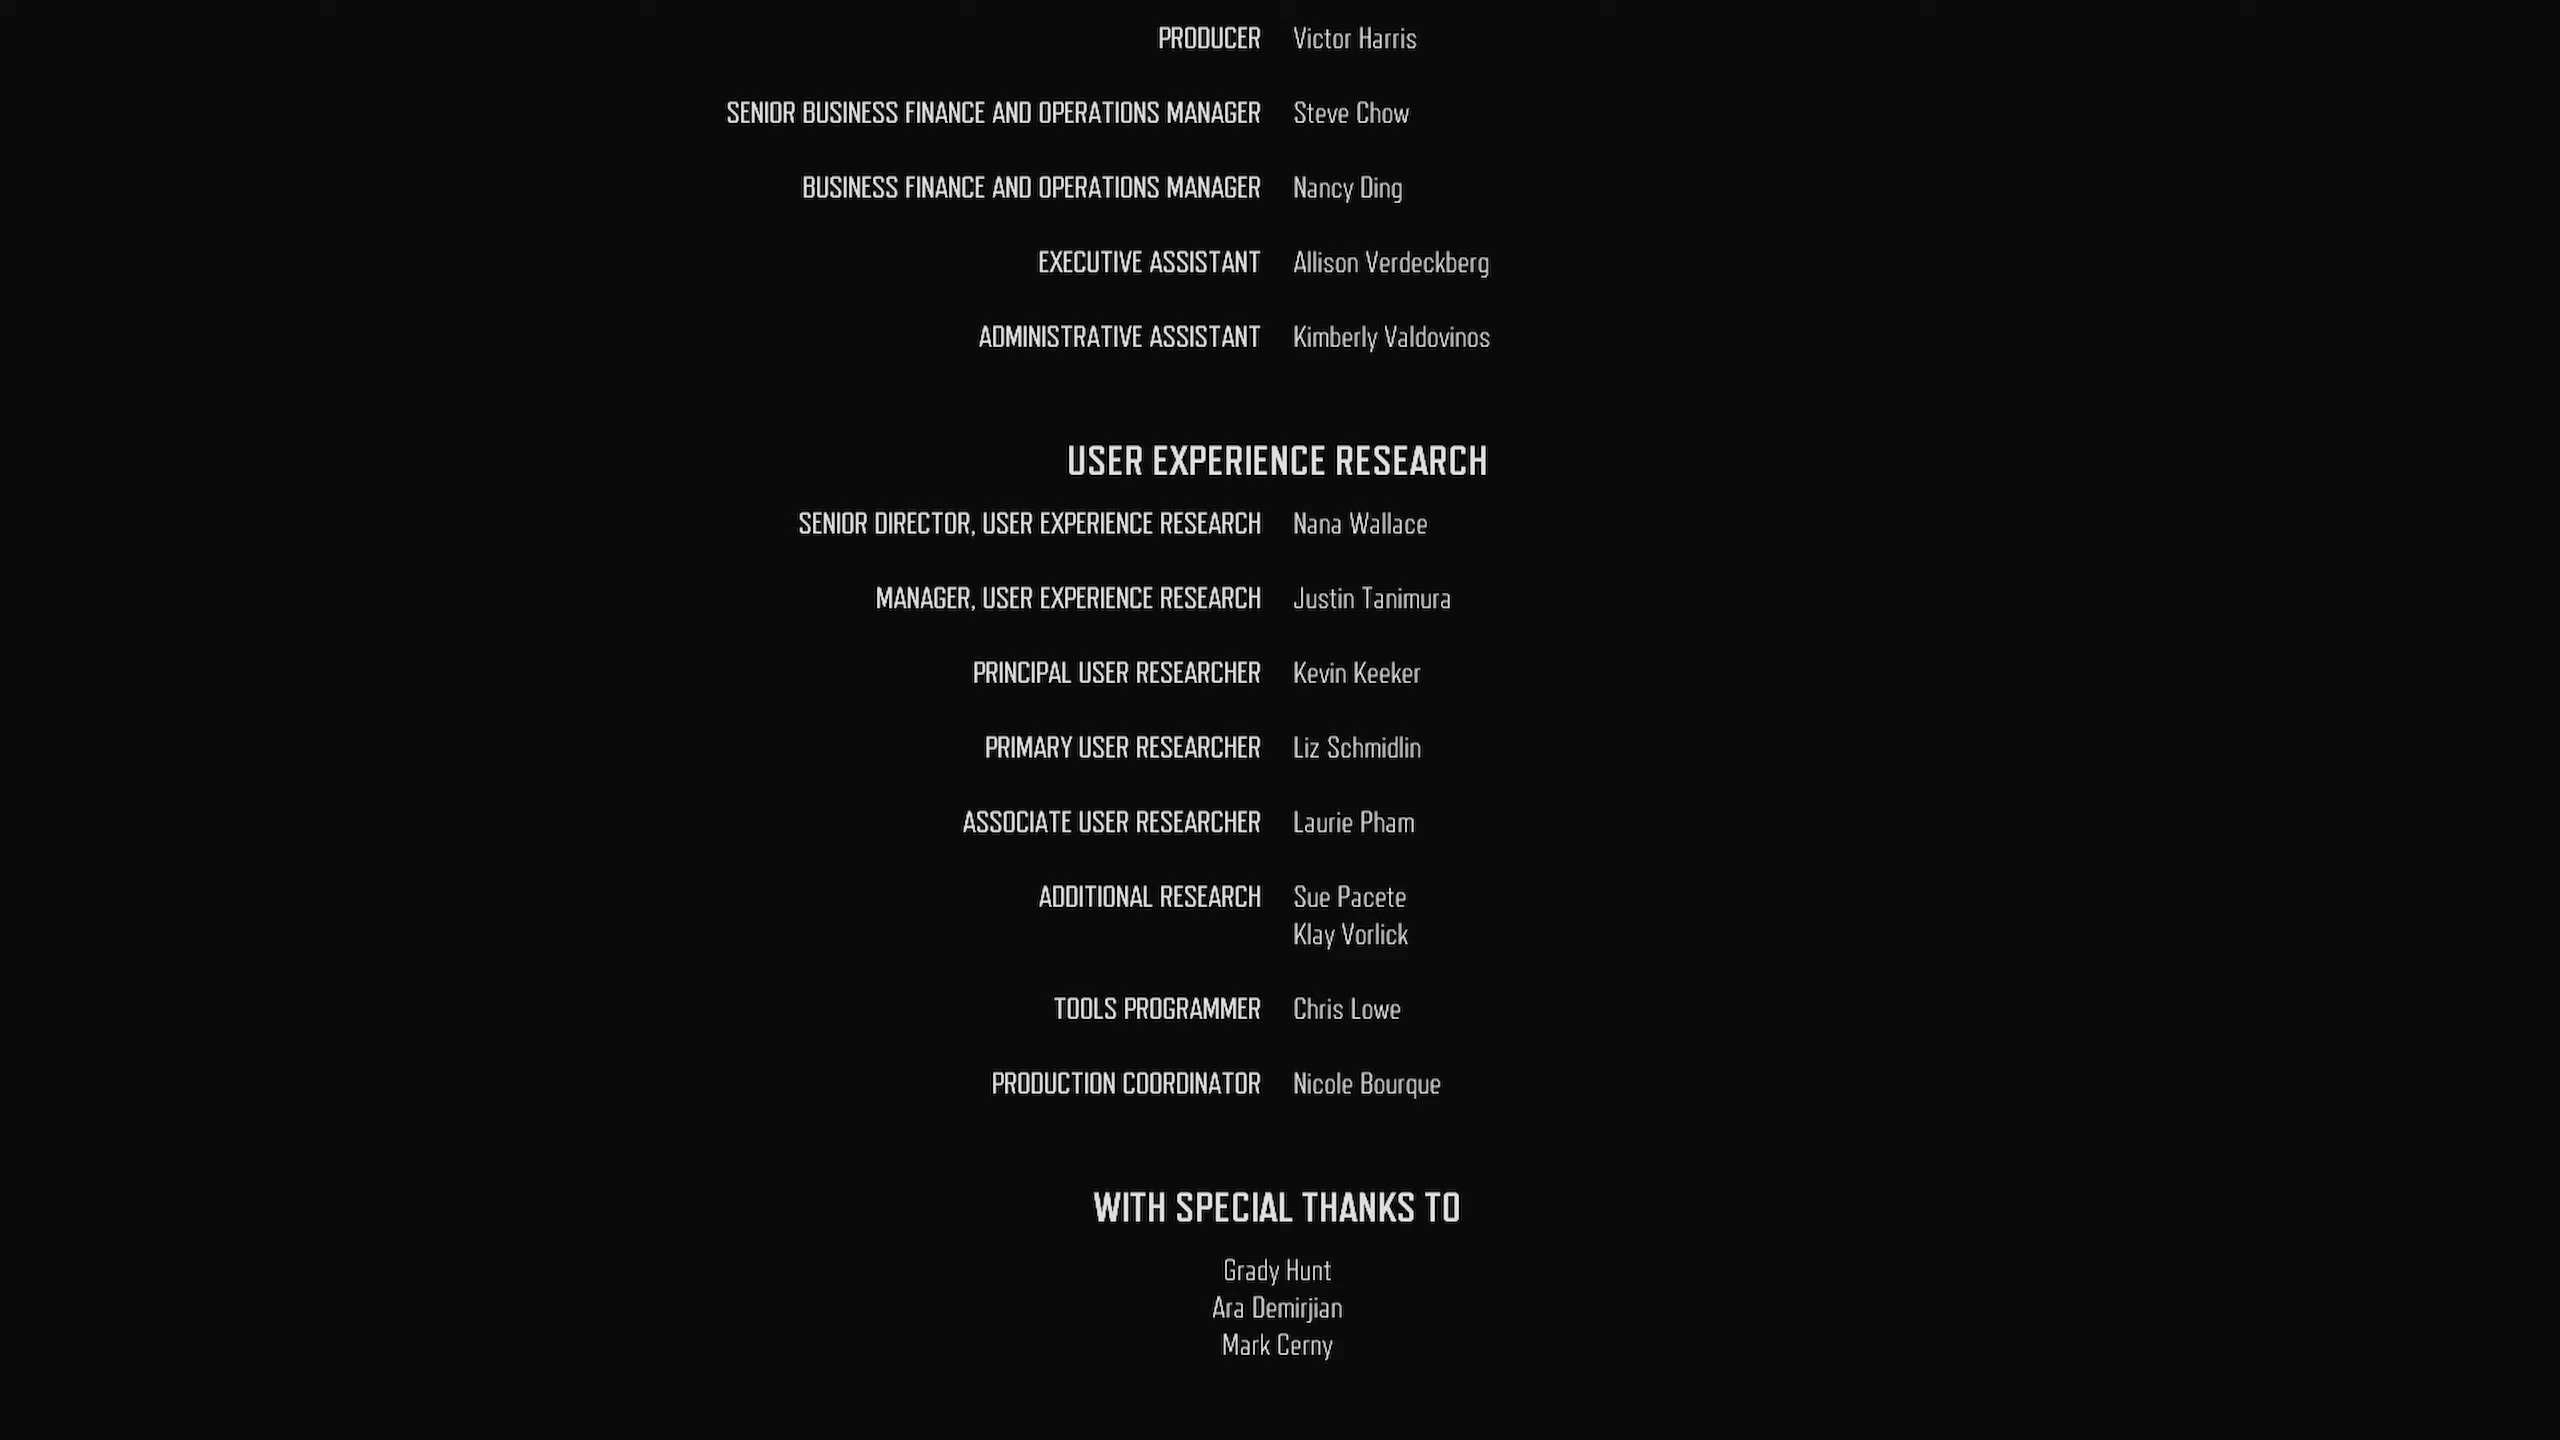 PRODUCER Victor Harris
SENIOR BUSINESS FINANCE AND OPERATIONS MANAGER Steve Chow
BUSINESS FINANCE AND OPERATIONS MANAGER Nancy Ding
EXECUTIVE ASSISTANT Allison Verdeckberg
ADMINISTRATIVE ASSISTANT Kimberly Valdovinos
USER EXPERIENCE RESEARCH
SENIOR DIRECTOR, USER EXPERIENCE RESEARCH Nana Wallace
MANAGER, USER EXPERIENCE RESEARCH Justin Tanimura
PRINCIPAL USER RESEARCHER Kevin Keeker
PRIMARY USER RESEARCHER Liz Schmidlin
ASSOCIATE USER RESEARCHER Laurie Pham
ADDITIONAL RESEARCH Sue Pacete
Klay Vorlick
TOOLS PROGRAMMER Chris Lowe
PRODUCTION COORDINATOR Nicole Bourque
WITH SPECIAL THANKS TO
Grady Hunt
Ara Demirjian
Mark Cerny